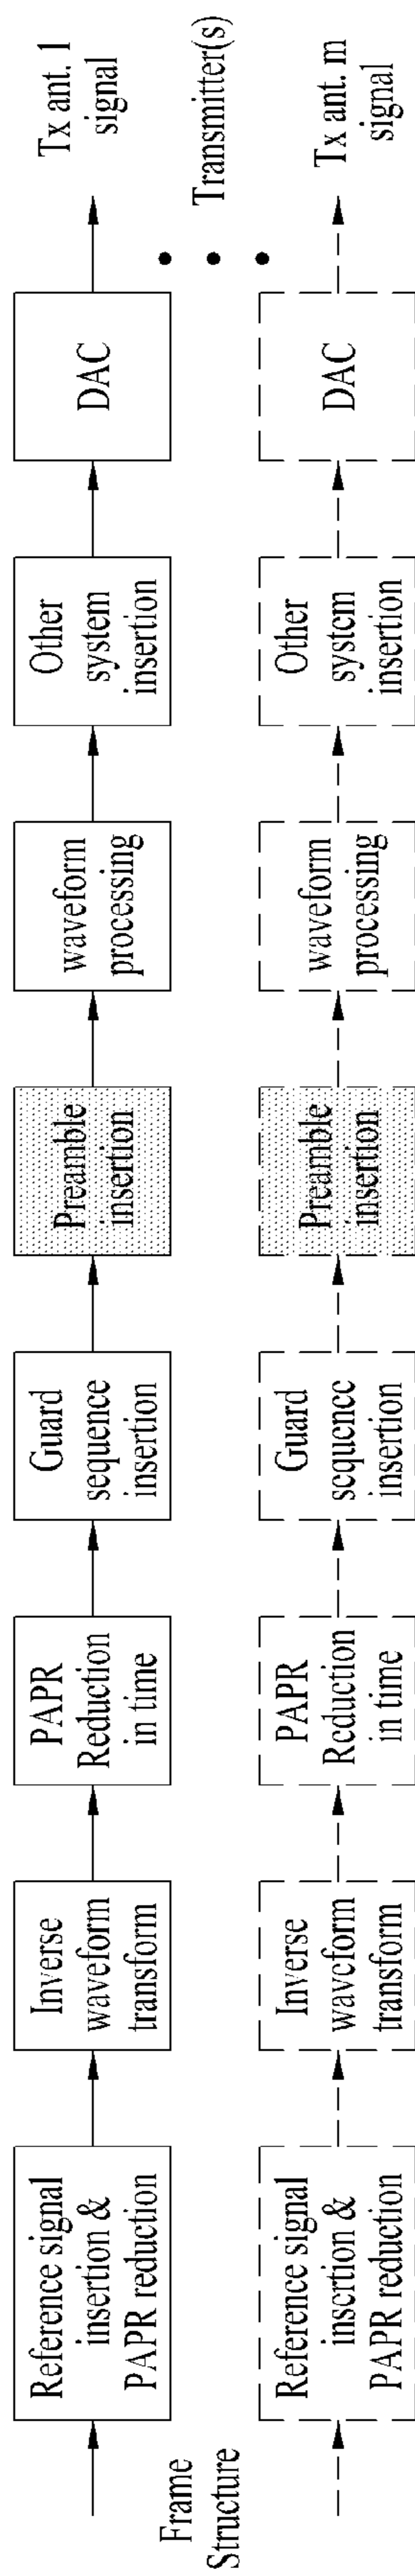 Frame
Structure
Reference signal
insertion &
PAPR reduction
Inverse
waveform
transform
PAPR
Reduction
in time
Guard
sequence
insertion
Preamble
insertion
waveform
processing
Other
system
insertion
DAC
Tx ant. 1
signal
Transmitter(s)
Reference signal
insertion &
PAPR reduction
Inverse
waveform
transform
PAPR
Reduction
in time
Guard
sequence
insertion
Preamble
insertion
waveform
processing
Other
system
insertion
DAC
Tx ant. m
signal